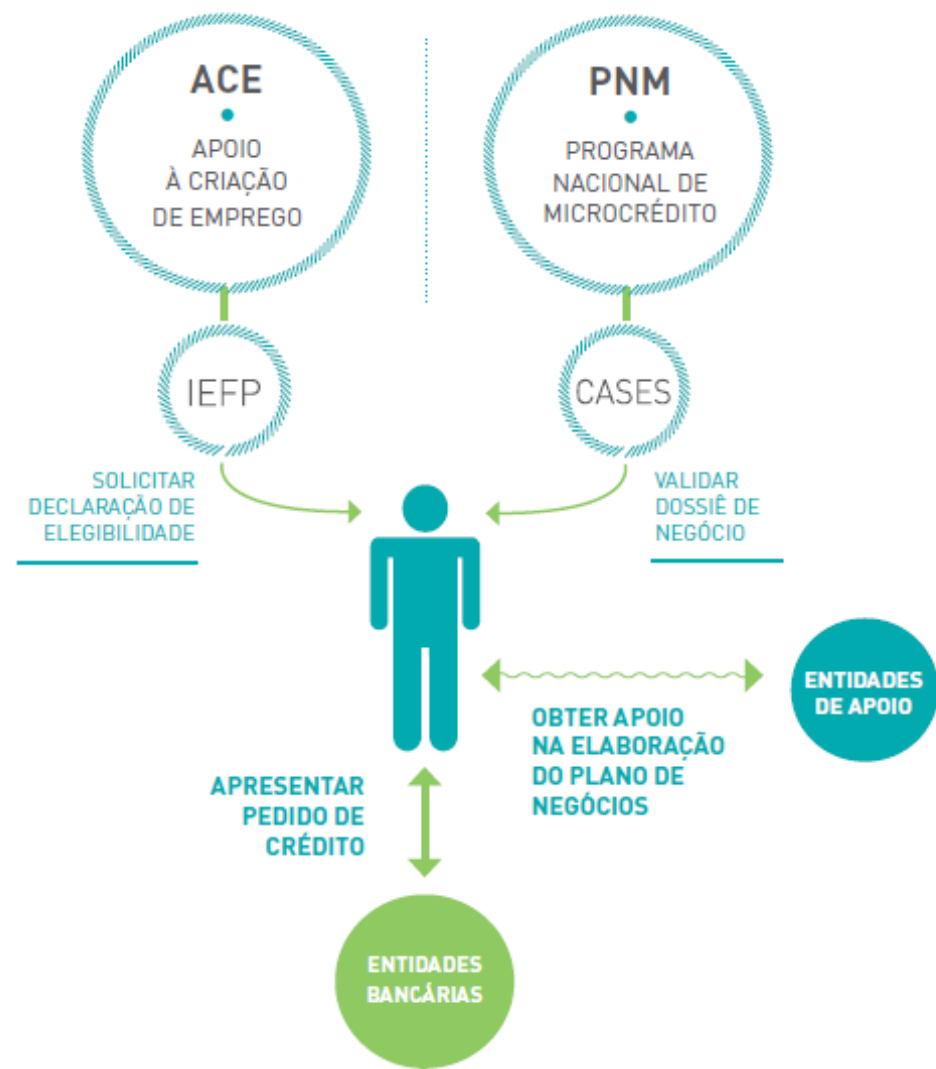 ACE
APOIO
À CRIAÇÃO
DE EMPREGO
PNM
PROGRAMA
NACIONAL DE
MICROCRÉDITO
IEFP
CASES
SOLICITAR
DECLARAÇÃO DE
ELEGIBILIDADE
VALIDAR
DOSSIÊ DE
NEGÓCIO
ENTIDADES
DE APOIO
OBTER APOIO
NA ELABORAÇÃO
DO PLANO DE
NEGÓCIOS
APRESENTAR
PEDIDO DE
CRÉDITO
ENTIDADES
BANCÁRIAS